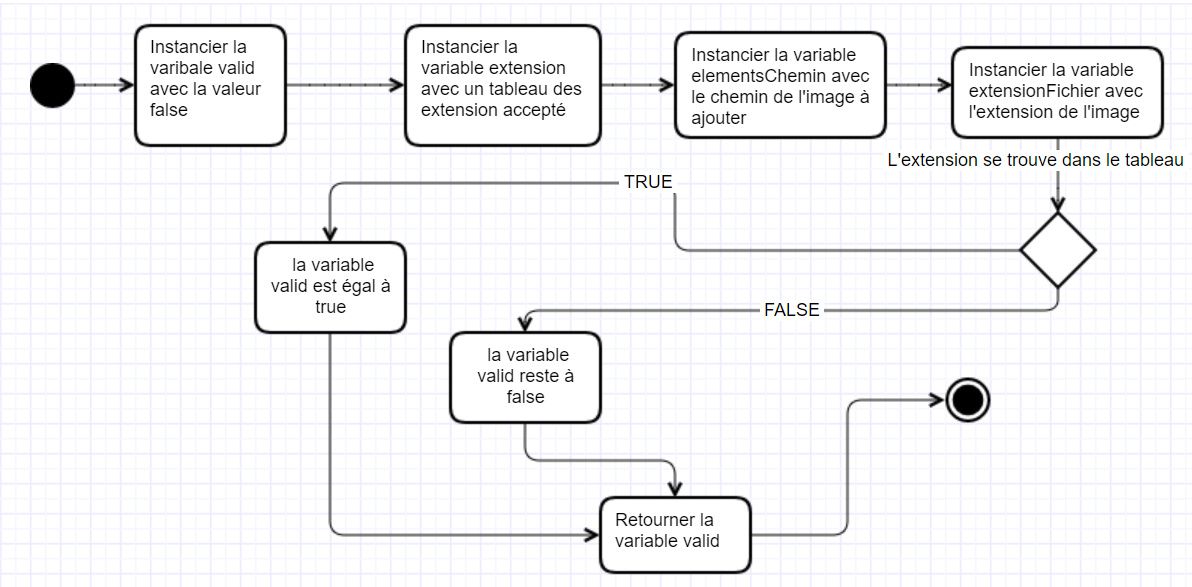 Instancier la
varibale valid
avec la valeur
false
Instancier la
variable extension
avec un tableau des
extension accepté
Instancier la variable
elementsChemin avec
le chemin de l'image à
ajouter
Instancier la variable
extensionFichier avec
l'extension de l'image
L'extension se trouve dans le tableau
TRUE
la variable
valid est égal à
true
FALSE
la variable
valid reste à
false
Retourner la
variable valid